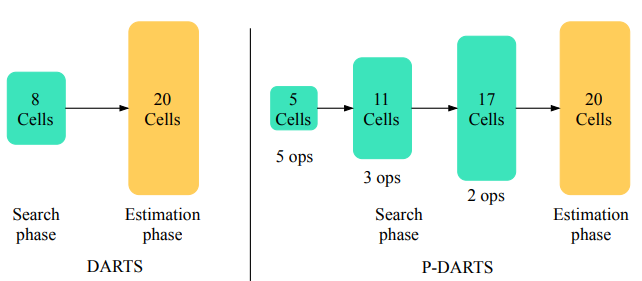 8
Cells
20
Cells
Search
phase
Estimation
phase
DARTS
5
Cells
5 ops
11
Cells
3 ops
17
Cells
2 ops
20
Cells
Search
phase
Estimation
phase
P-DARTS